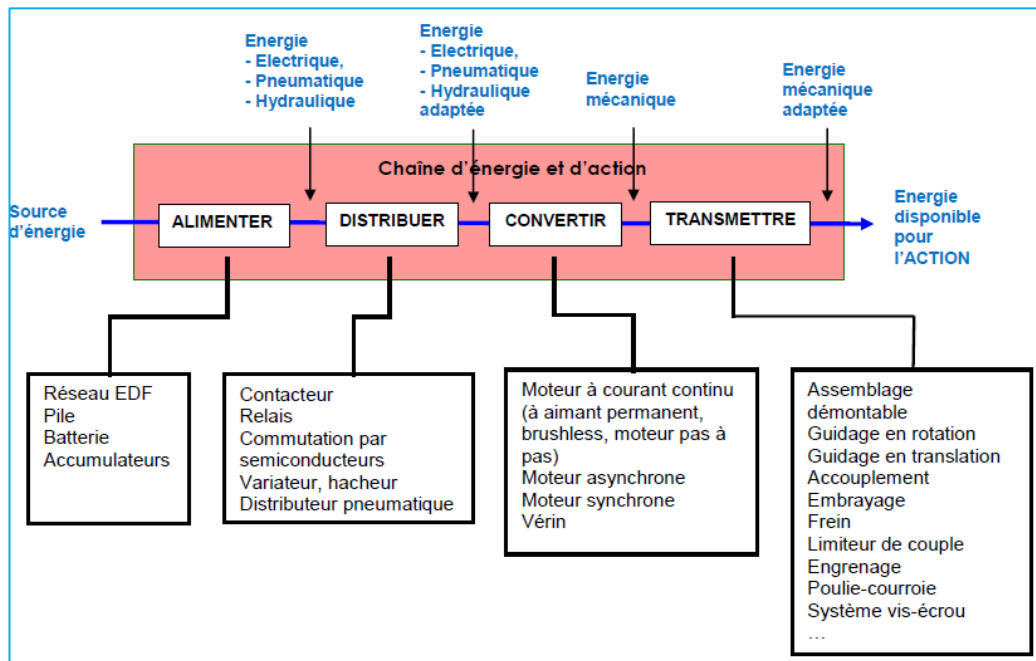 Energie
- Electrique,
- Pneumatique
- Hydraulique
Energie
- Electrique,
- Pneumatique
- Hydraulique
adaptée
Energie
mécanique
Energie
mécanique
adaptée
Chaîne d'énergie et d'action
Source
d'énergie
ALIMENTER
DISTRIBUER
CONVERTIR
TRANSMETTRE
Energie
disponible
pour
l'ACTION
Réseau EDF
Pile
Batterie
Accumulateurs
Contacteur
Relais
Commutation par
semiconducteurs
Variateur, hacheur
Distributeur pneumatique
Moteur à courant continu
(à aimant permanent,
brushless, moteur pas à
pas)
Moteur asynchrone
Moteur synchrone
Vérin
Assemblage
démontable
Guidage en rotation
Guidage en translation
Accouplement
Embrayage
Frein
Limiteur de couple
Engrenage
Poulie-courroie
Système vis-écrou
…